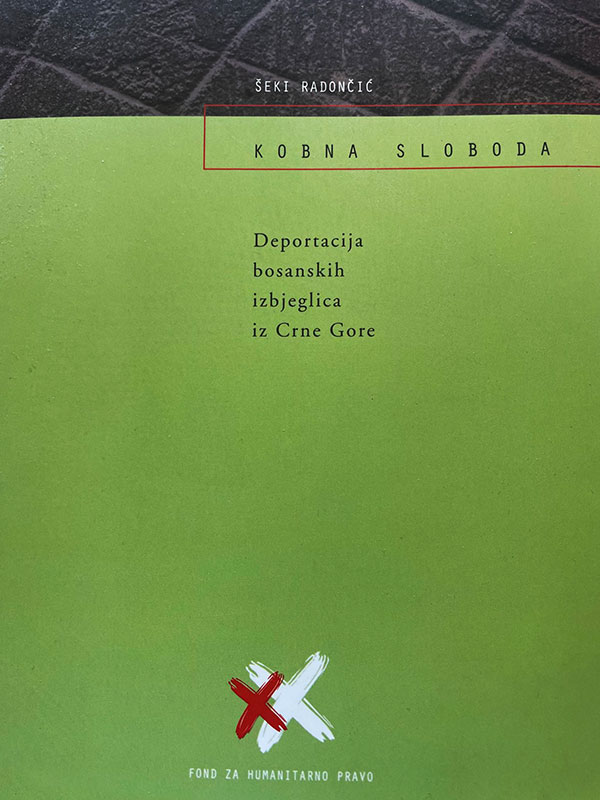 ŠEKI RADONČIĆ
KOBNA SLOBODA
Deportacija
bosanskih
izbjeglica
iz Crne Gore
FOND ZA HUMANITARNO PRAVO